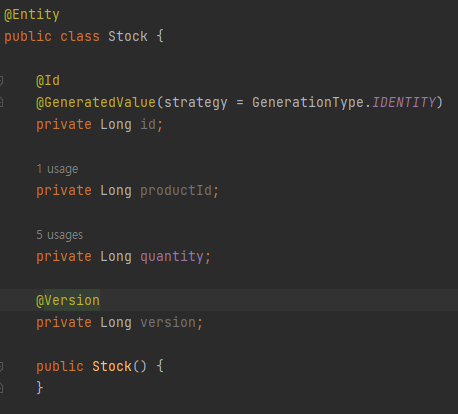 @Entity
public class Stock {
@Id
@GeneratedValue(strategy = GenerationType.IDENTITY)
private Long id;
1 usage
private Long productId;
5 usages
private Long quantity;
@Version
private Long version;
public Stock() {
}